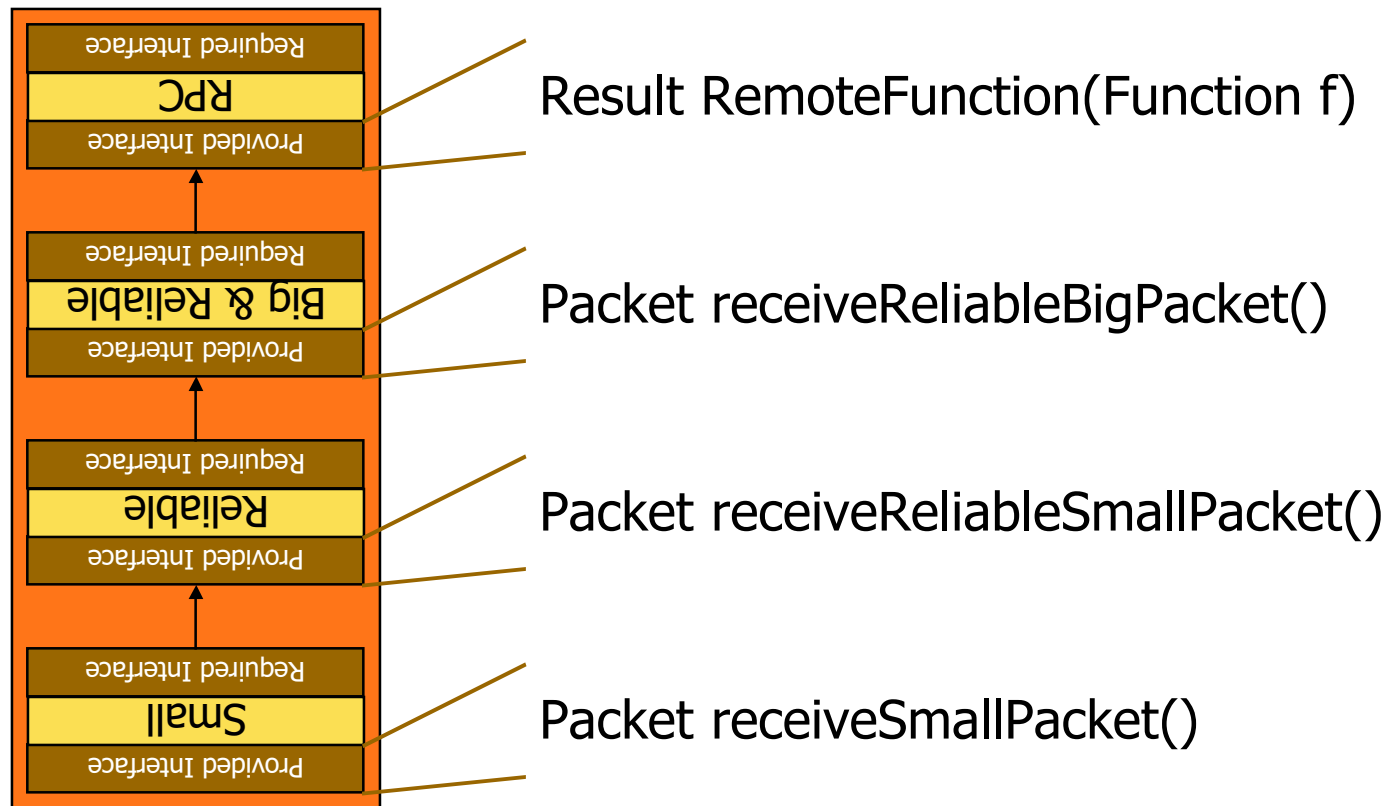 Required Interface
RPC
Provided Interface
Result RemoteFunction(Function f)
Required Interface
Big & Reliable
Provided Interface
Packet receiveReliableBigPacket()
Required Interface
Reliable
Provided Interface
Packet receiveReliableSmallPacket()
Required Interface
Small
Provided Interface
Packet receiveSmallPacket()